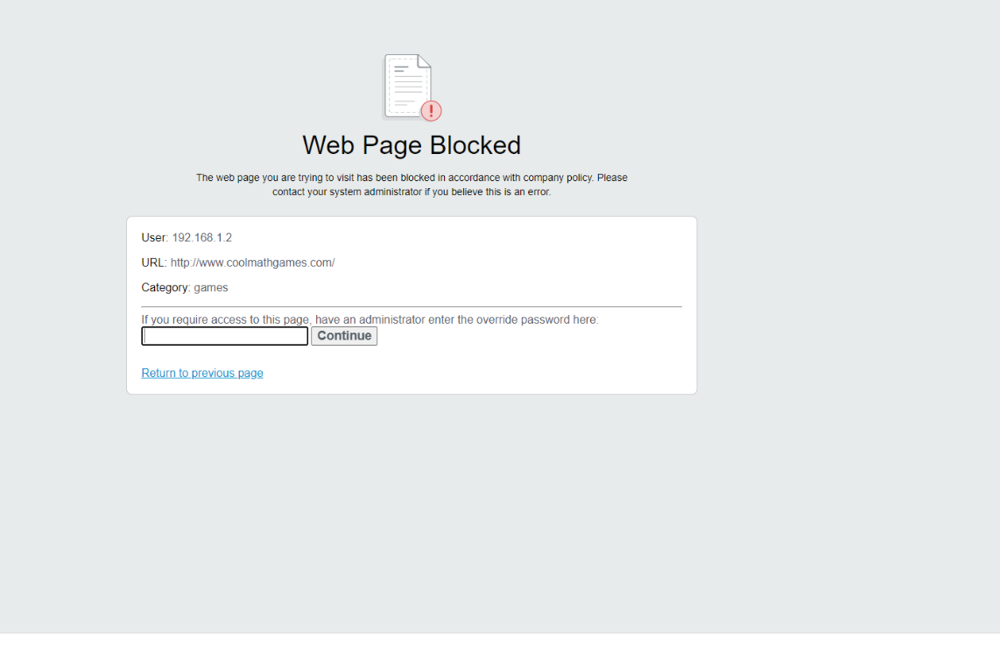 Web Page Blocked
The web page you are trying to visit has been blocked in accordance with company policy. Please
contact your system administrator if you believe this is an error.
User: 192.168.1.2
URL: http://www.coolmathgames.com/
Category: games
If you require access to this page, have an administrator enter the override password here:
Continue
Return to previous page